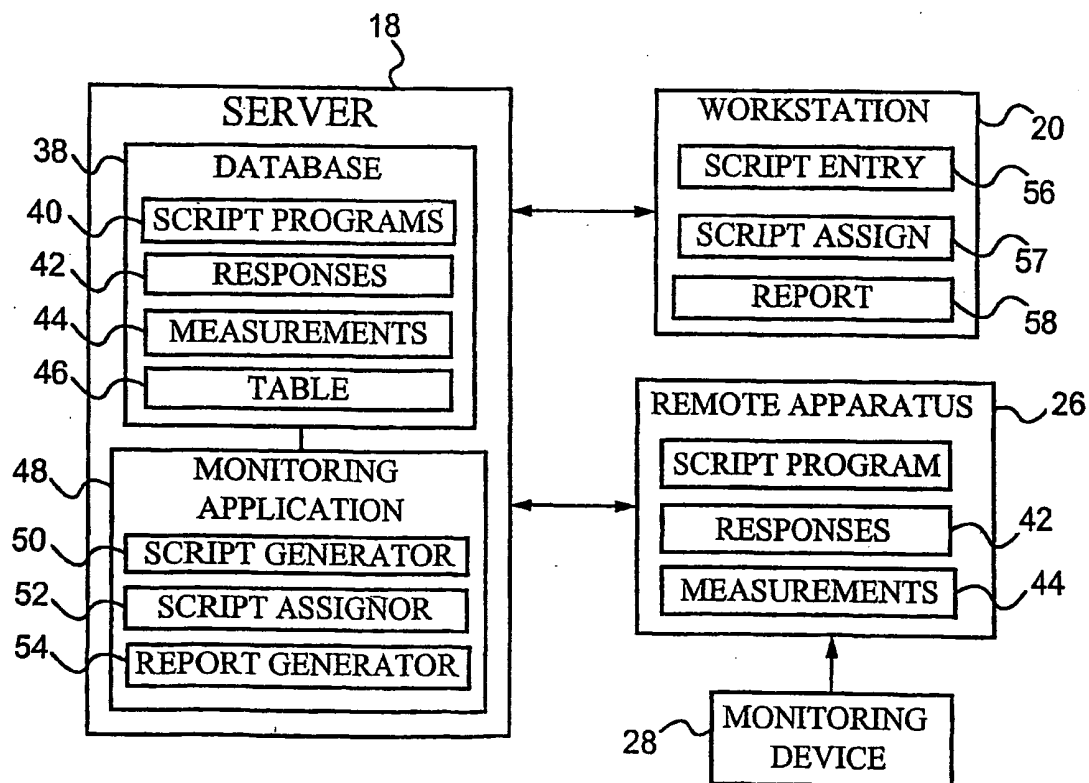 18
SERVER
38
DATABASE
40
SCRIPT PROGRAMS
42
RESPONSES
44
MEASUREMENTS
46
TABLE
48
MONITORING
APPLICATION
50
SCRIPT GENERATOR
52
SCRIPT ASSIGNOR
54
REPORT GENERATOR
WORKSTATION
20
SCRIPT ENTRY
56
SCRIPT ASSIGN
57
REPORT
58
REMOTE APPARATUS
26
SCRIPT PROGRAM
RESPONSES
42
MEASUREMENTS
44
28
MONITORING
DEVICE